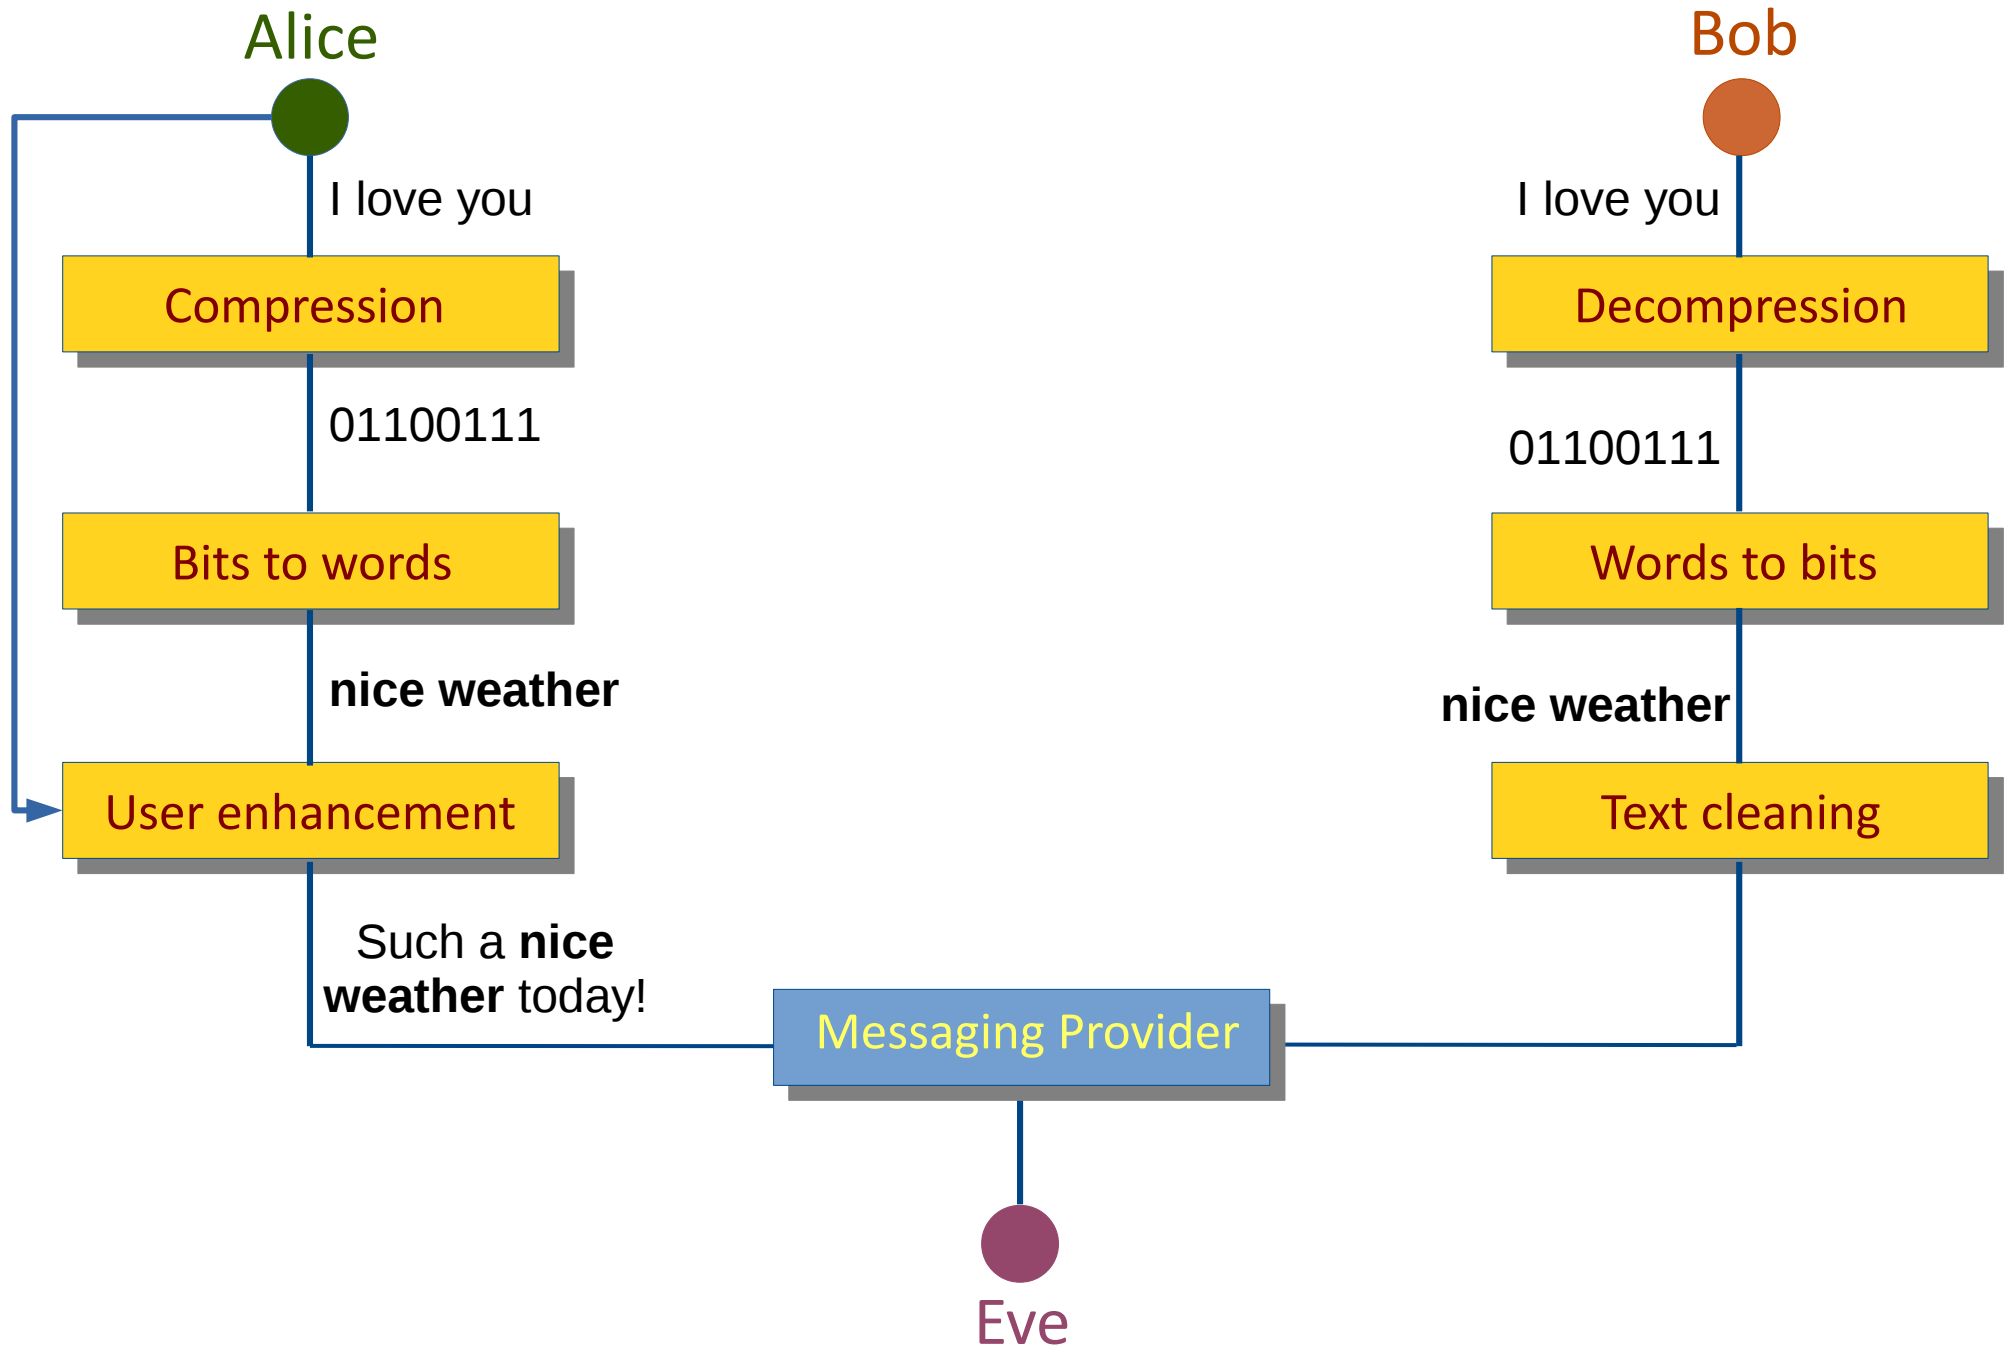 Alice
I love you
Compression
01100111
Bits to words
nice weather
User enhancement
Such a nice
weather today!
Messaging Provider
Eve
Bob
I love you
Decompression
01100111
Words to bits
nice weather
Text cleaning